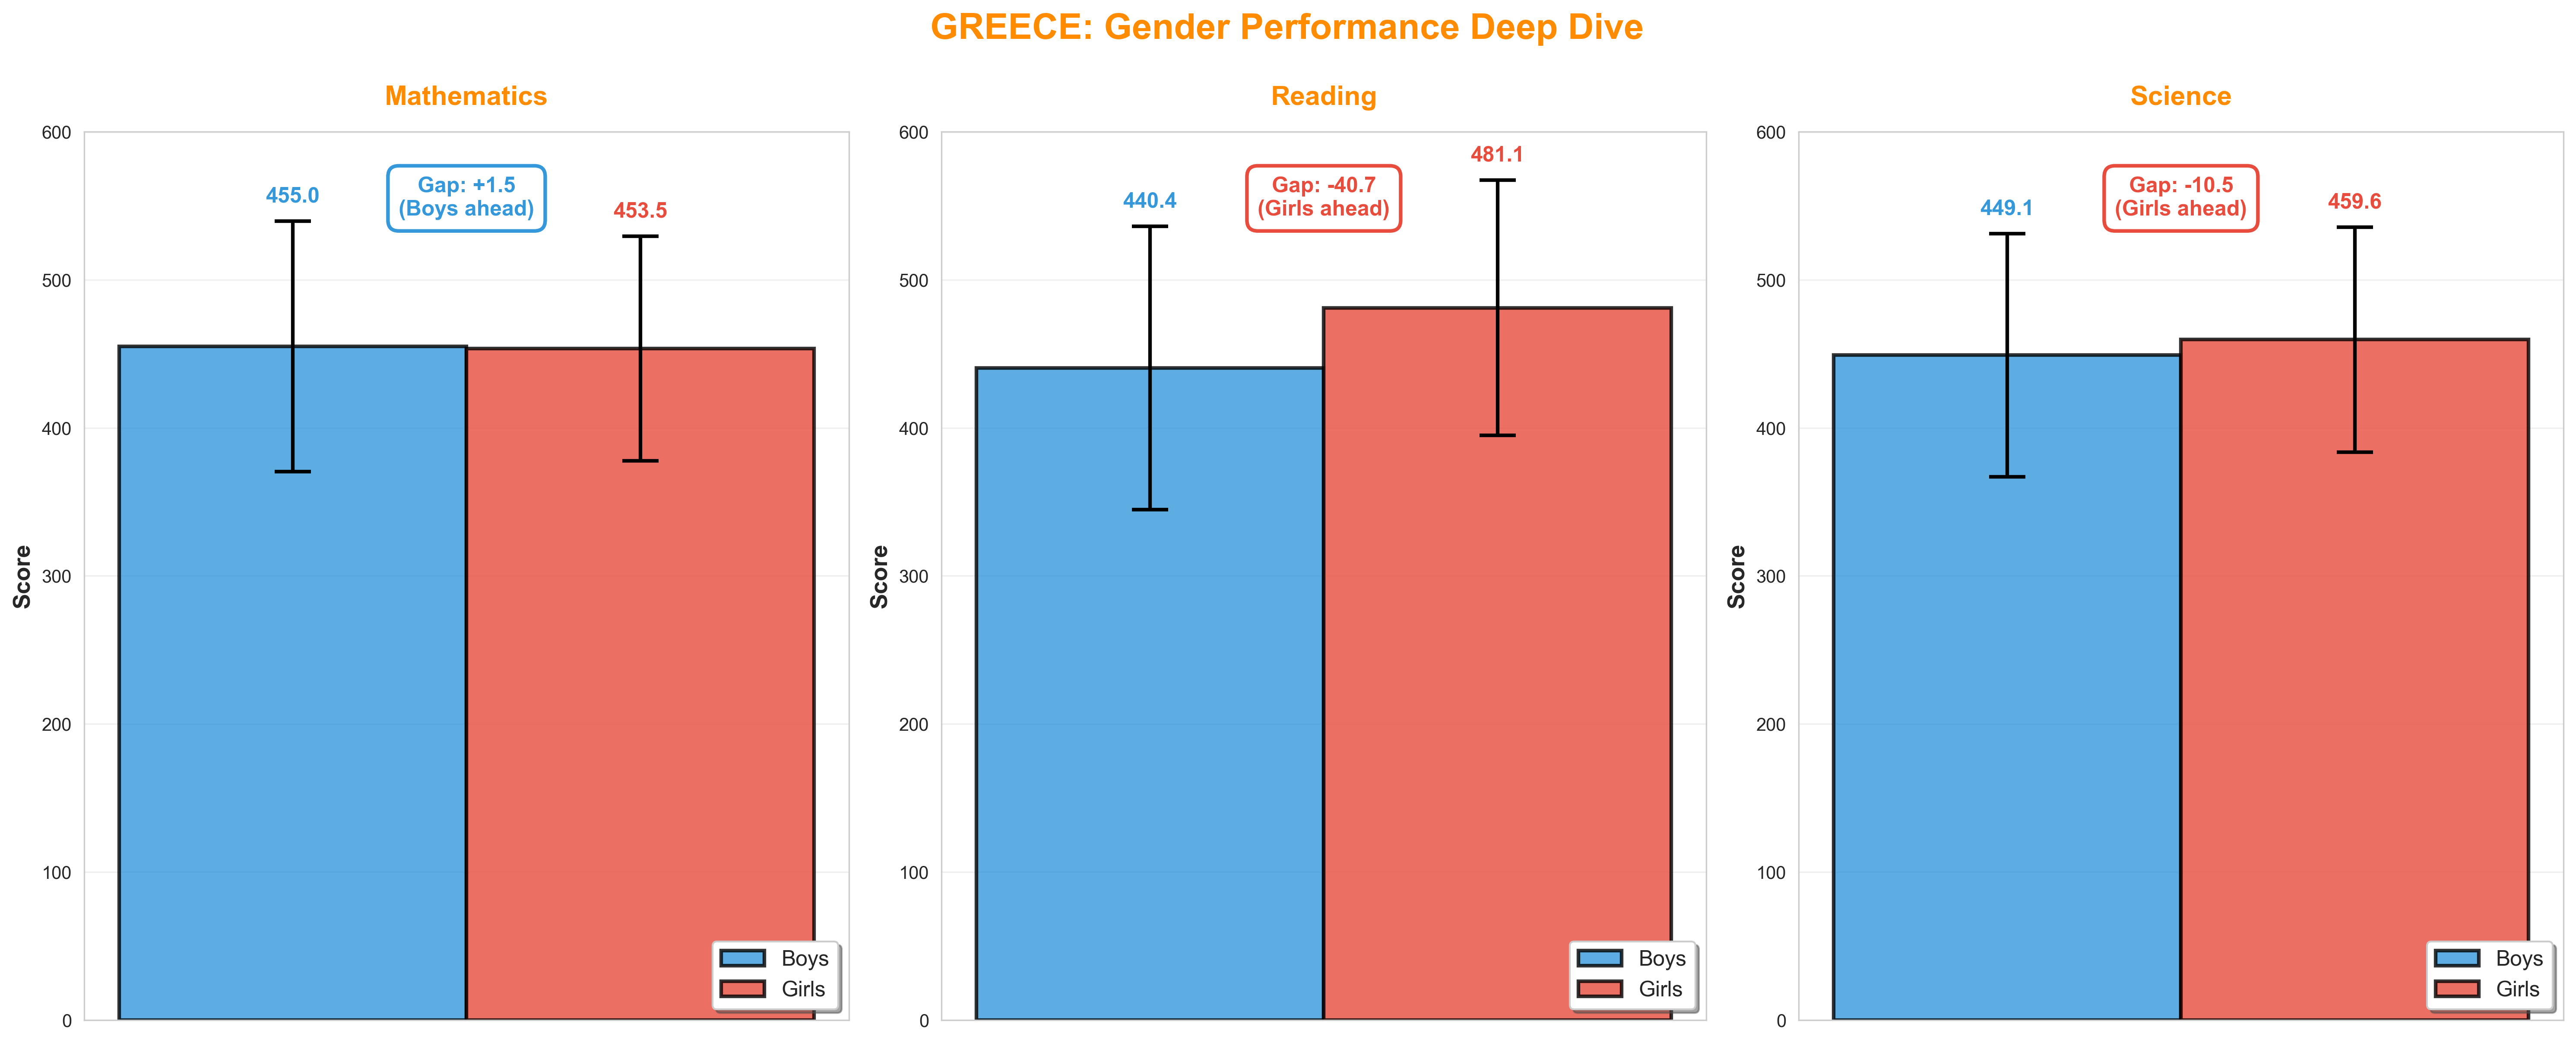 GREECE: Gender Performance Deep Dive
Mathematics
600
500
400
300
200
100
0
Score
455.0
Gap: +1.5
(Boys ahead)
453.5
Boys
Girls
Reading
600
500
400
300
200
100
0
Score
440.4
Gap: -40.7
(Girls ahead)
481.1
Boys
Girls
Science
600
500
400
300
200
100
0
Score
449.1
Gap: -10.5
(Girls ahead)
459.6
Boys
Girls